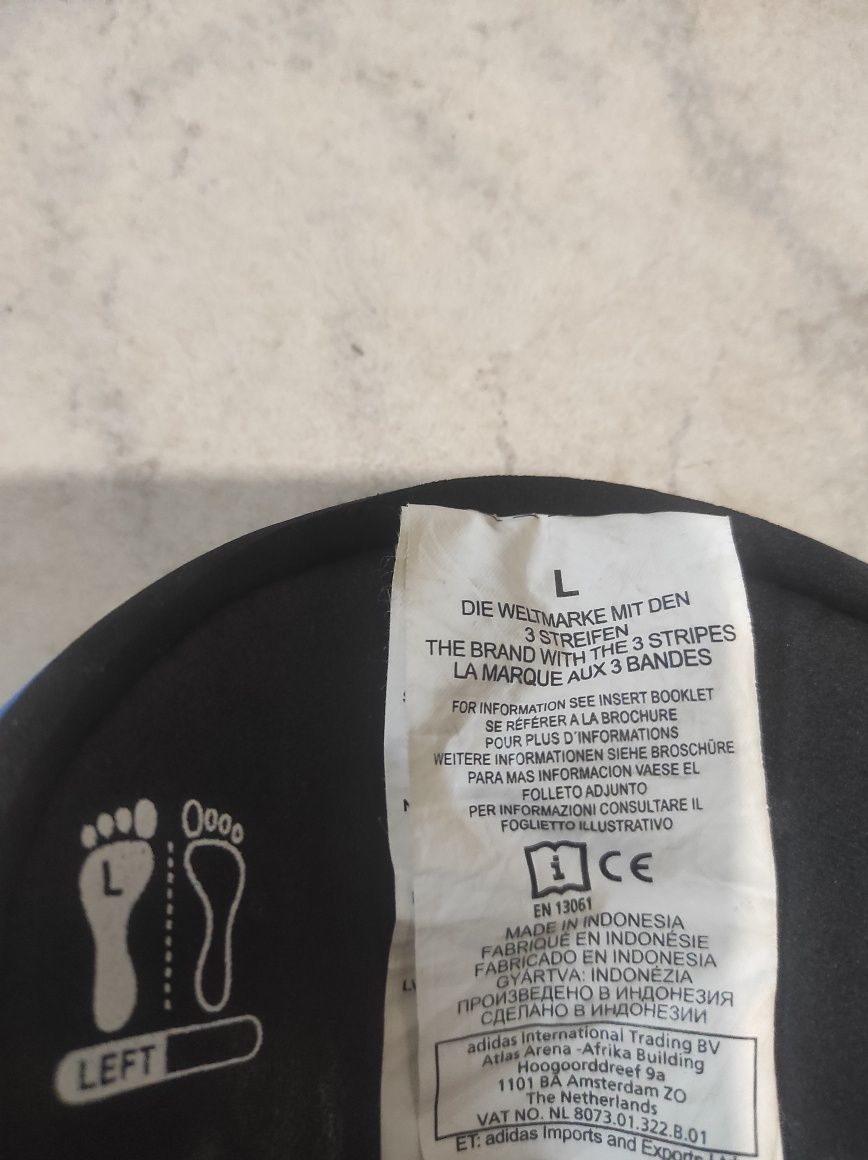 L
DIE WELTMARKE MIT DEN
3 STREIFEN
THE BRAND WITH THE 3 STRIPES
LA MARQUE AUX 3 BANDES
FOR INFORMATION SEE INSERT BOOKLET
SE RÉFÉRER A LA BROCHURE
POUR PLUS D'INFORMATIONS
WEITERE INFORMATIONEN SIEHE BROSCHÜRE
PARA MAS INFORMACION VAESE EL
FOLLETO ADJUNTO
PER INFORMAZIONI CONSULTARE IL
FOGLIETTO ILLUSTRATIVO
i CE
EN 13061
MADE IN INDONESIA
FABRIQUÉ EN INDONÉSIE
FABRICADO EN INDONESIA
GYÁRTVA: INDONÉZIA
ПРОИЗВЕДЕНО В ИНДОНЕЗИЯ
СДЕЛАНО В ИНДОНЕЗИИ
adidas International Trading BV
Atlas Arena -Afrika Building
Hoogoorddreef 9a
1101 BA Amsterdam ZO
The Netherlands
VAT NO. NL 8073.01.322.B.01
ET: adidas Imports and Exports
L
LEFT